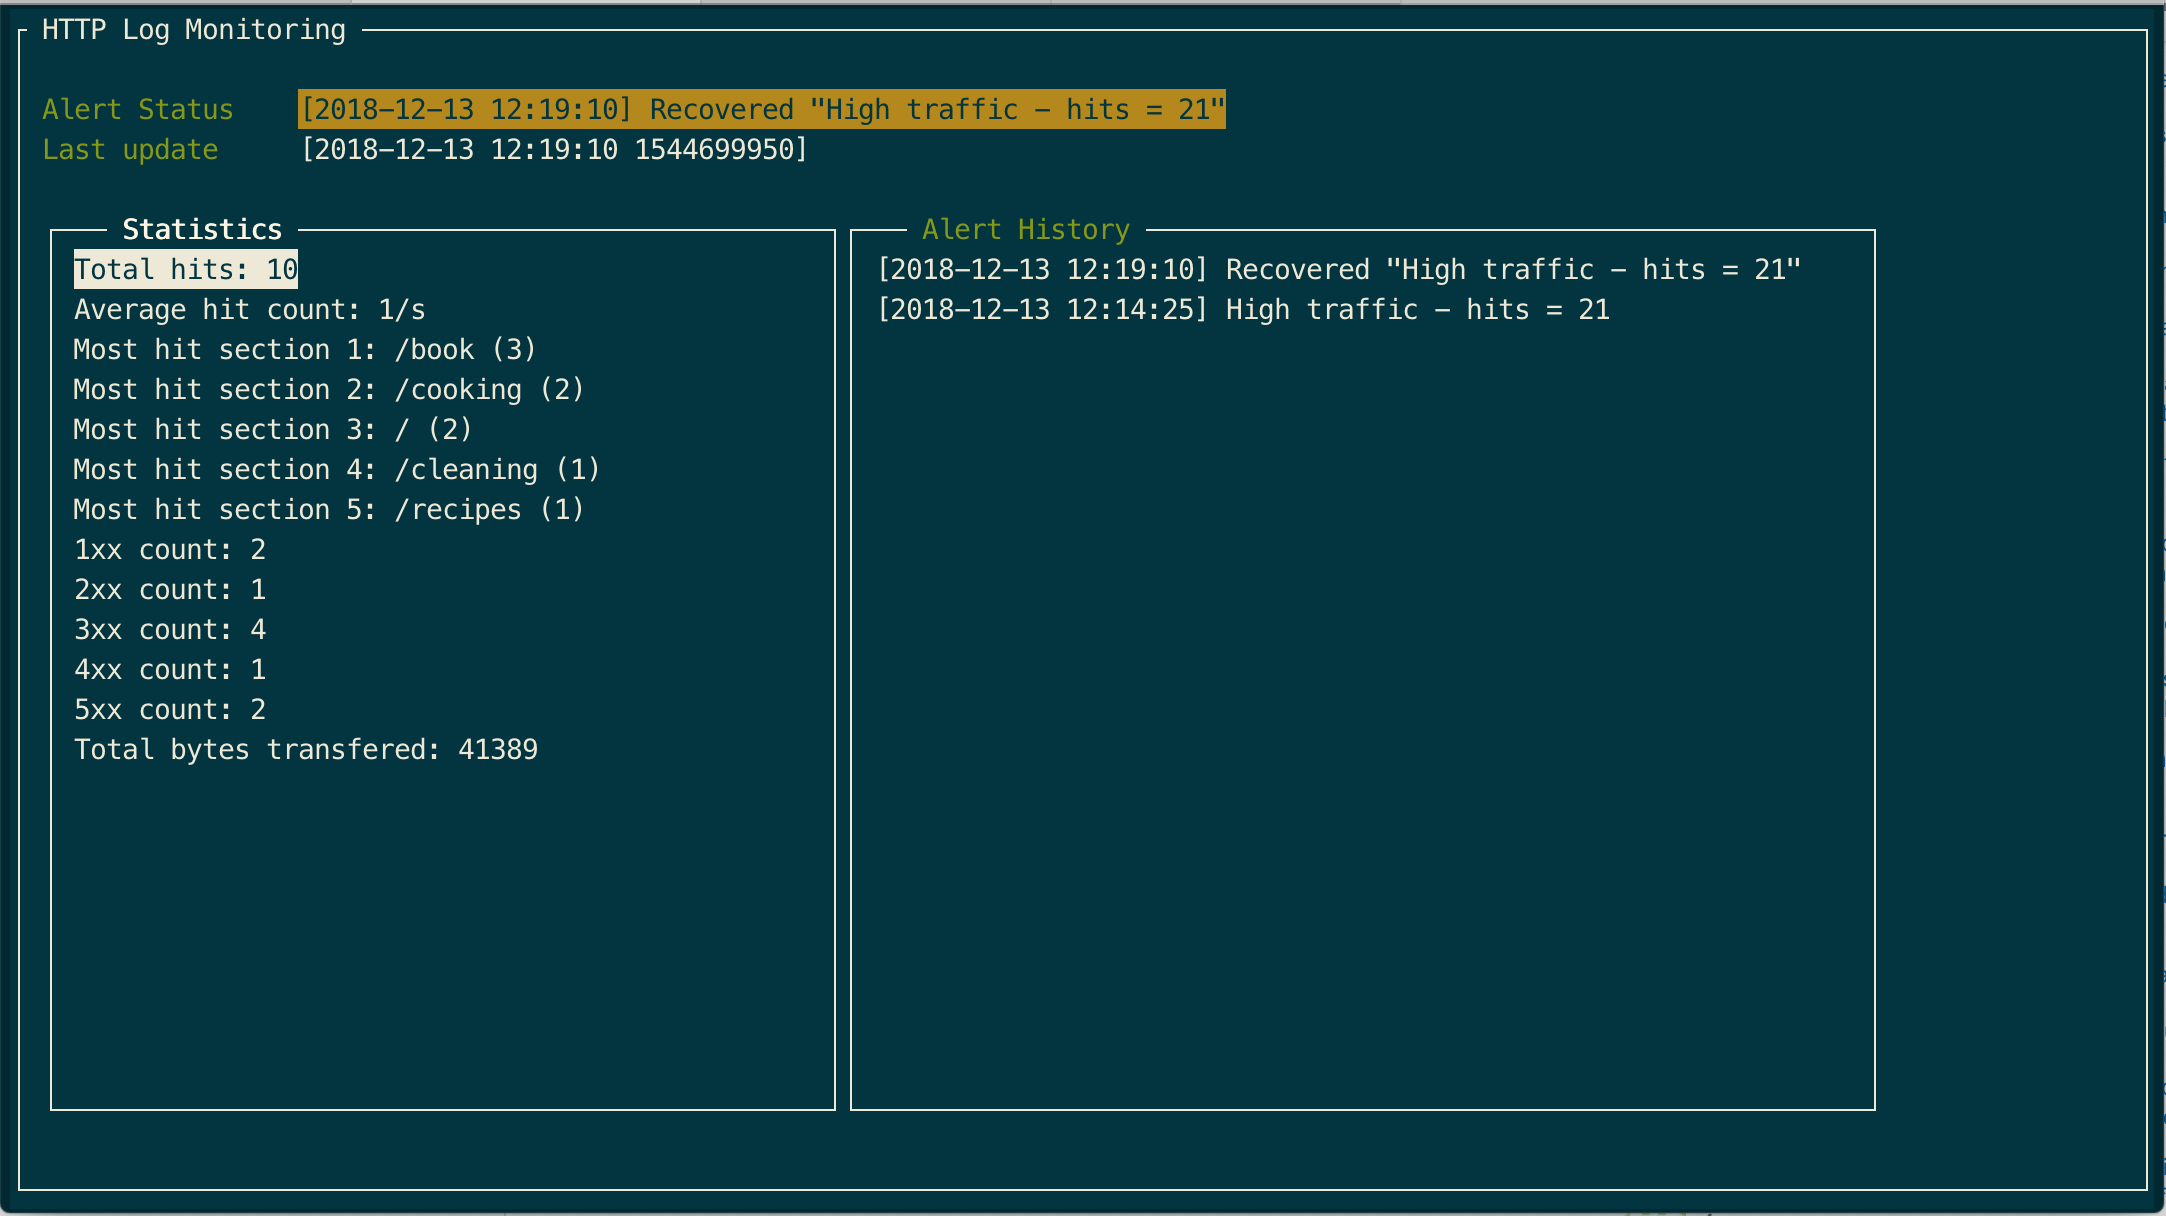 HTTP Log Monitoring
Alert Status [2018-12-13 12:19:10] Recovered "High traffic - hits = 21"
Last update [2018-12-13 12:19:10 1544699950]
Statistics
Total hits: 10
Average hit count: 1/s
Most hit section 1: /book (3)
Most hit section 2: /cooking (2)
Most hit section 3: / (2)
Most hit section 4: /cleaning (1)
Most hit section 5: /recipes (1)
1xx count: 2
2xx count: 1
3xx count: 4
4xx count: 1
5xx count: 2
Total bytes transfered: 41389
Alert History
[2018-12-13 12:19:10] Recovered "High traffic - hits = 21"
[2018-12-13 12:14:25] High traffic - hits = 21